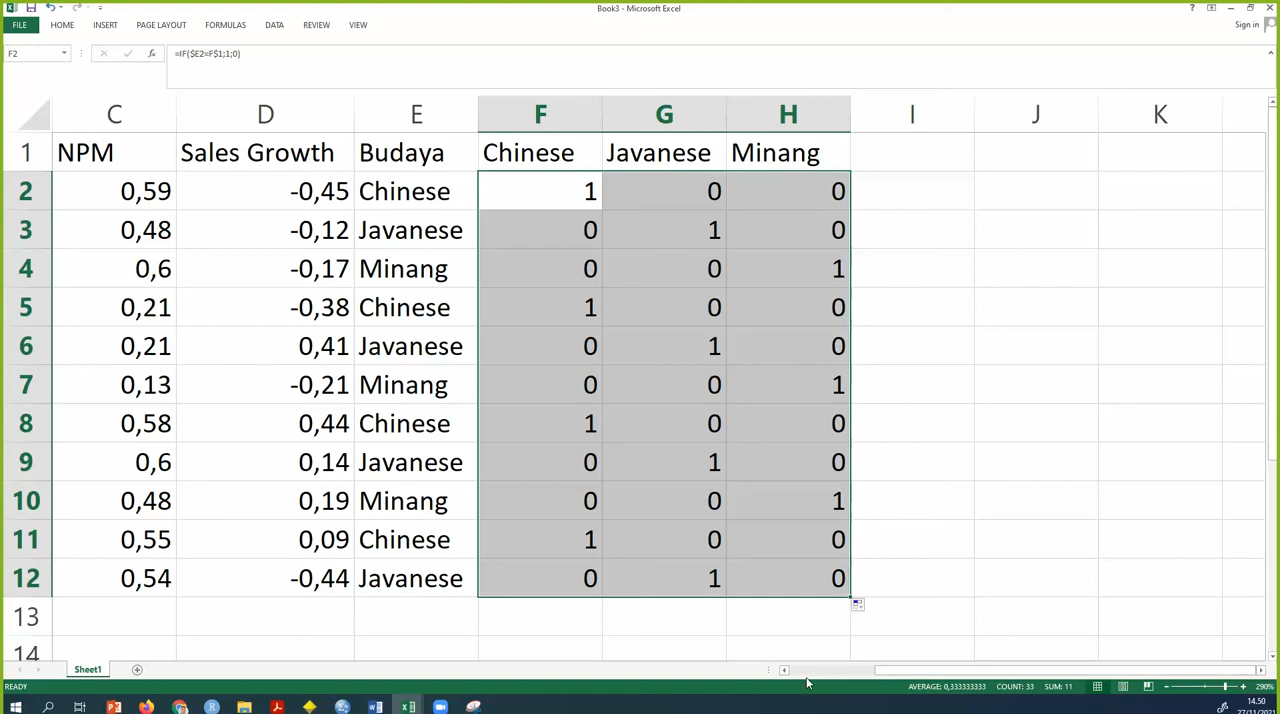 Book3 - Microsoft Excel
?
FILE HOME INSERT PAGE LAYOUT FORMULAS DATA REVIEW VIEW Sign in
F2 fx =IF($E2=F$1;1;0)
C D E F G H I J K
1 NPM Sales Growth Budaya Chinese Javanese Minang
2 0,59 -0,45 Chinese 1 0 0
3 0,48 -0,12 Javanese 0 1 0
4 0,6 -0,17 Minang 0 0 1
5 0,21 -0,38 Chinese 1 0 0
6 0,21 0,41 Javanese 0 1 0
7 0,13 -0,21 Minang 0 0 1
8 0,58 0,44 Chinese 1 0 0
9 0,6 0,14 Javanese 0 1 0
10 0,48 0,19 Minang 0 0 1
11 0,55 0,09 Chinese 1 0 0
12 0,54 -0,44 Javanese 0 1 0
13
14
Sheet1
READY AVERAGE: 0,333333333 COUNT: 33 SUM: 11 290%
14.50
27/11/2021